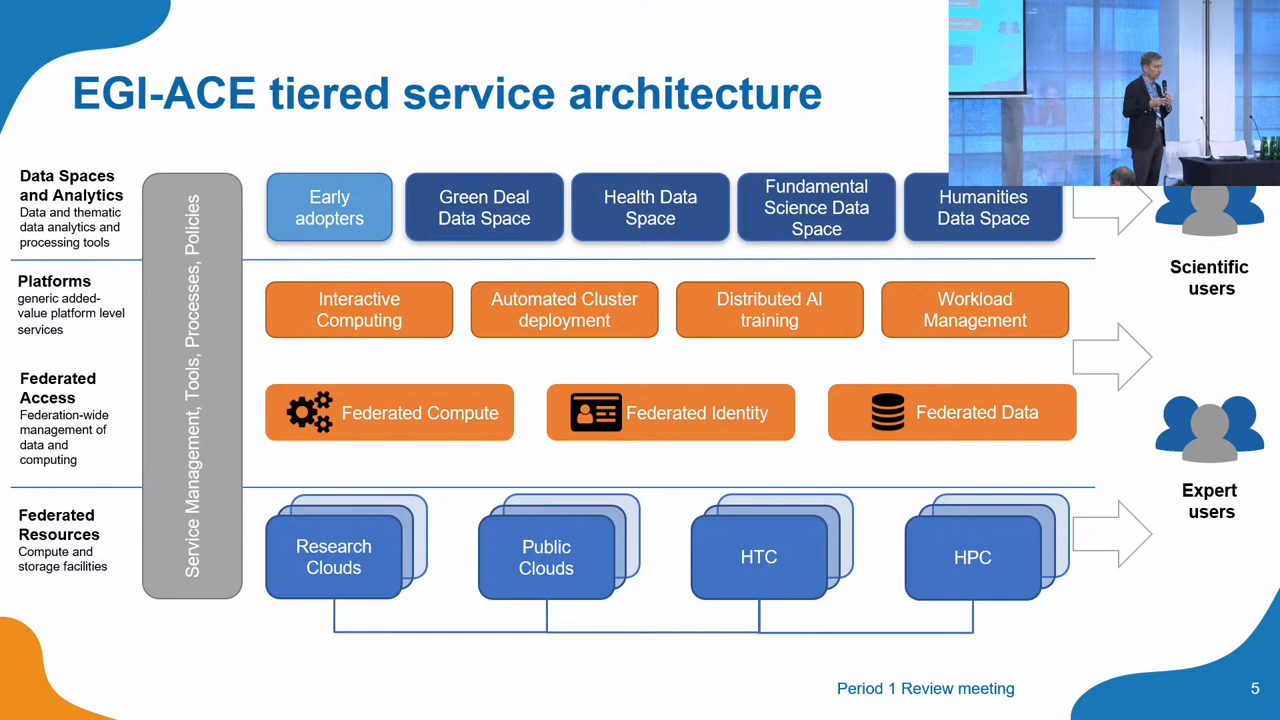 EGI-ACE tiered service architecture
Data Spaces
and Analytics
Data and thematic
data analytics and
processing tools
Service Management, Tools, Processes, Policies
Early
adopters
Green Deal
Data Space
Health Data
Space
Fundamental
Science Data
Space
Humanities
Data Space
Scientific
users
Platforms
generic added-
value platform level
services
Interactive
Computing
Automated Cluster
deployment
Distributed AI
training
Workload
Management
Federated
Access
Federation-wide
management of
data and
computing
Federated Compute
Federated Identity
Federated Data
Expert
users
Federated
Resources
Compute and
storage facilities
Research
Clouds
Public
Clouds
HTC
HPC
Period 1 Review meeting
5